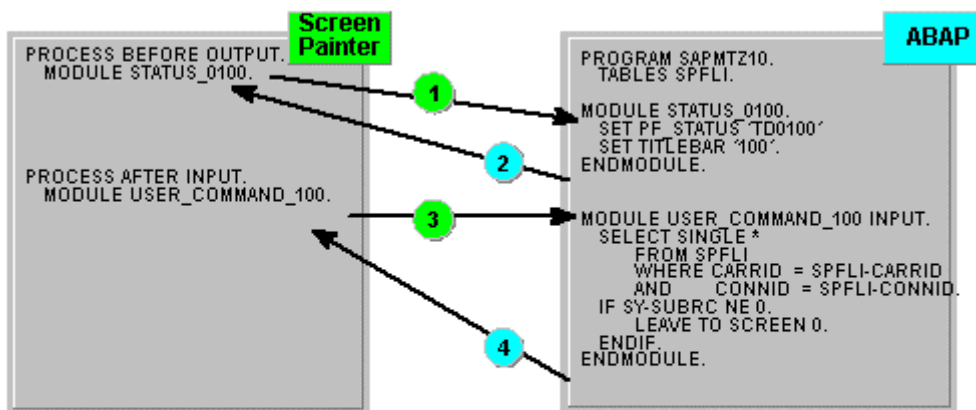 Screen
Painter
PROCESS BEFORE OUTPUT.
MODULE STATUS_0100.
PROCESS AFTER INPUT.
MODULE USER_COMMAND_100.
1
2
3
4
ABAP
PROGRAM SAPMTZ10.
TABLES SPFLI.
MODULE STATUS_0100.
SET PF_STATUS ´TD0100´
SET TITLEBAR ´100´.
ENDMODULE.
MODULE USER_COMMAND_100 INPUT.
SELECT SINGLE *
FROM SPFLI
WHERE CARRID = SPFLI-CARRID
AND CONNID = SPFLI-CONNID.
IF SY-SUBRC NE 0.
LEAVE TO SCREEN 0.
ENDIF.
ENDMODULE.